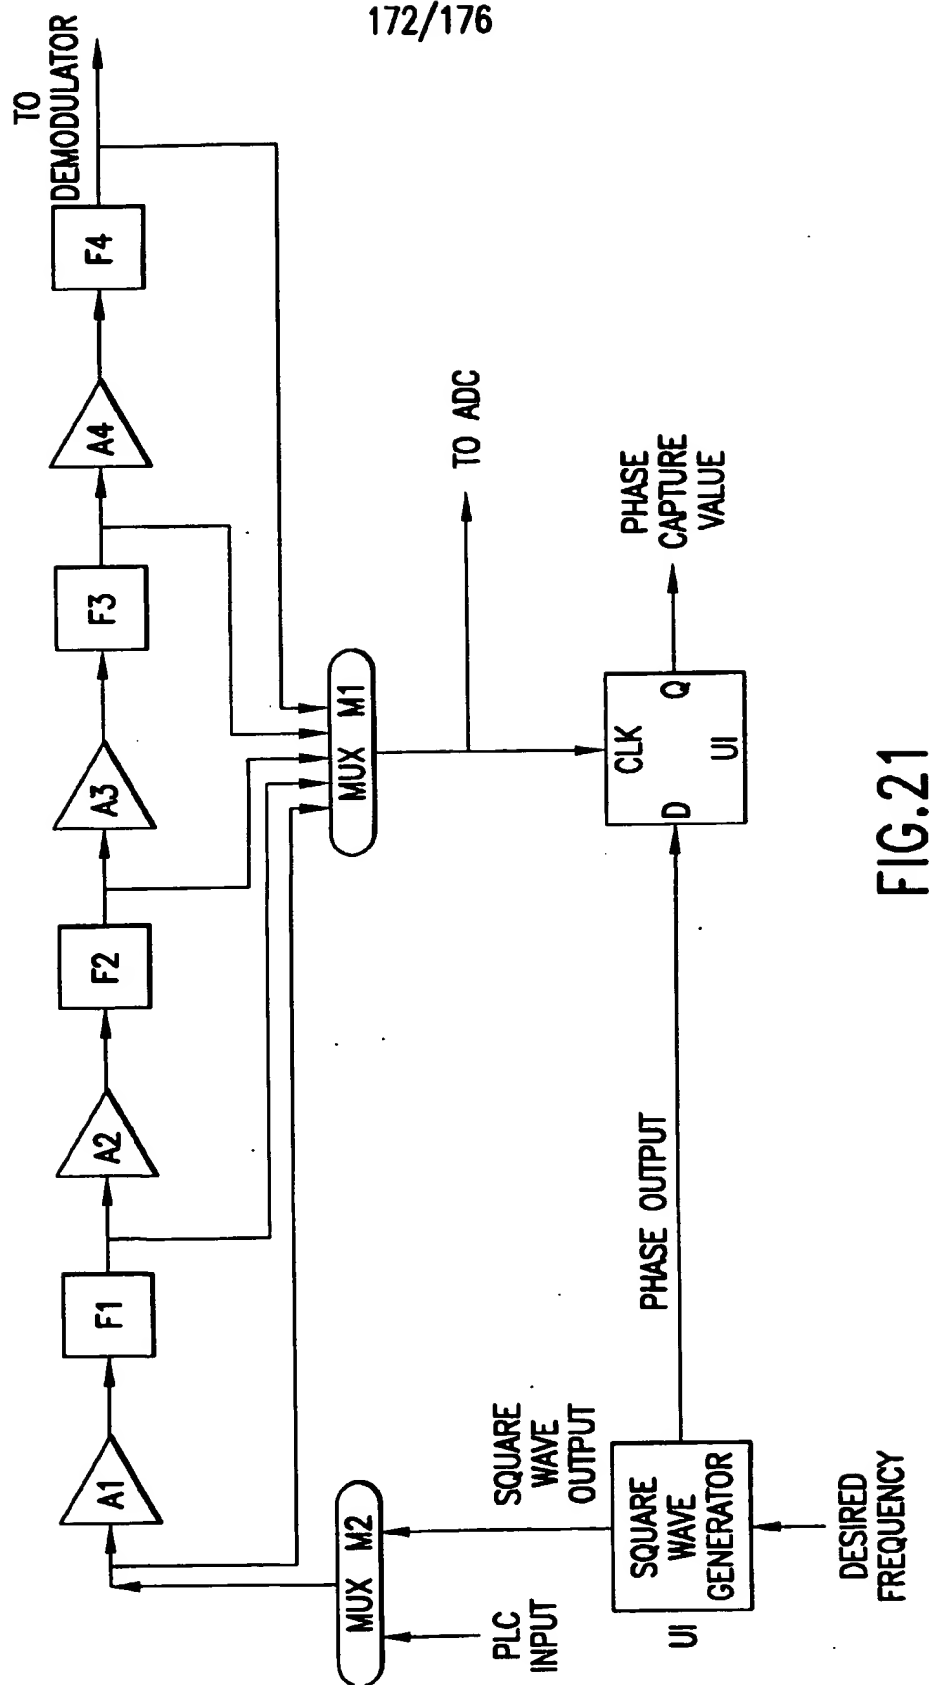 172/176
TO
DEMODULATOR
A1
F1
A2
F2
A3
F3
A4
F4
MUX M2
PLC
INPUT
SQUARE
WAVE
OUTPUT
SQUARE
WAVE
GENERATOR
UI
DESIRED
FREQUENCY
PHASE OUTPUT
MUX M1
TO ADC
CLK
D
Q
UI
PHASE
CAPTURE
VALUE
FIG.21